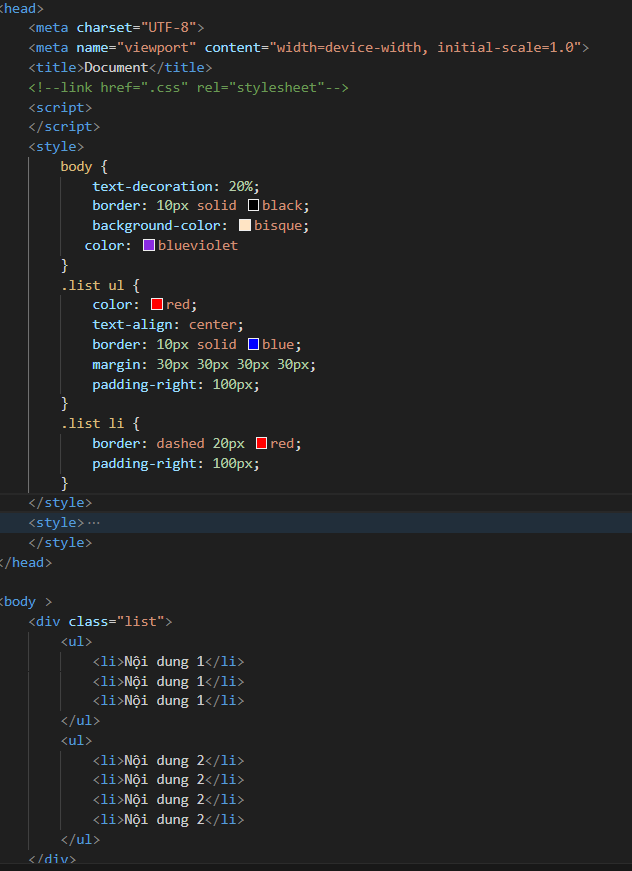 <head>
<meta charset="UTF-8">
<meta name="viewport" content="width=device-width, initial-scale=1.0">
<title>Document</title>
<!--link href=".css" rel="stylesheet"-->
<script>
</script>
<style>
body {
text-decoration: 20%;
border: 10px solid black;
background-color: bisque;
color: blueviolet
}
.list ul {
color: red;
text-align: center;
border: 10px solid blue;
margin: 30px 30px 30px 30px;
padding-right: 100px;
}
.list li {
border: dashed 20px red;
padding-right: 100px;
}
</style>
<style>⋯
</style>
</head>
<body >
<div class="list">
<ul>
<li>Nội dung 1</li>
<li>Nội dung 1</li>
<li>Nội dung 1</li>
</ul>
<ul>
<li>Nội dung 2</li>
<li>Nội dung 2</li>
<li>Nội dung 2</li>
<li>Nội dung 2</li>
</ul>
</div>